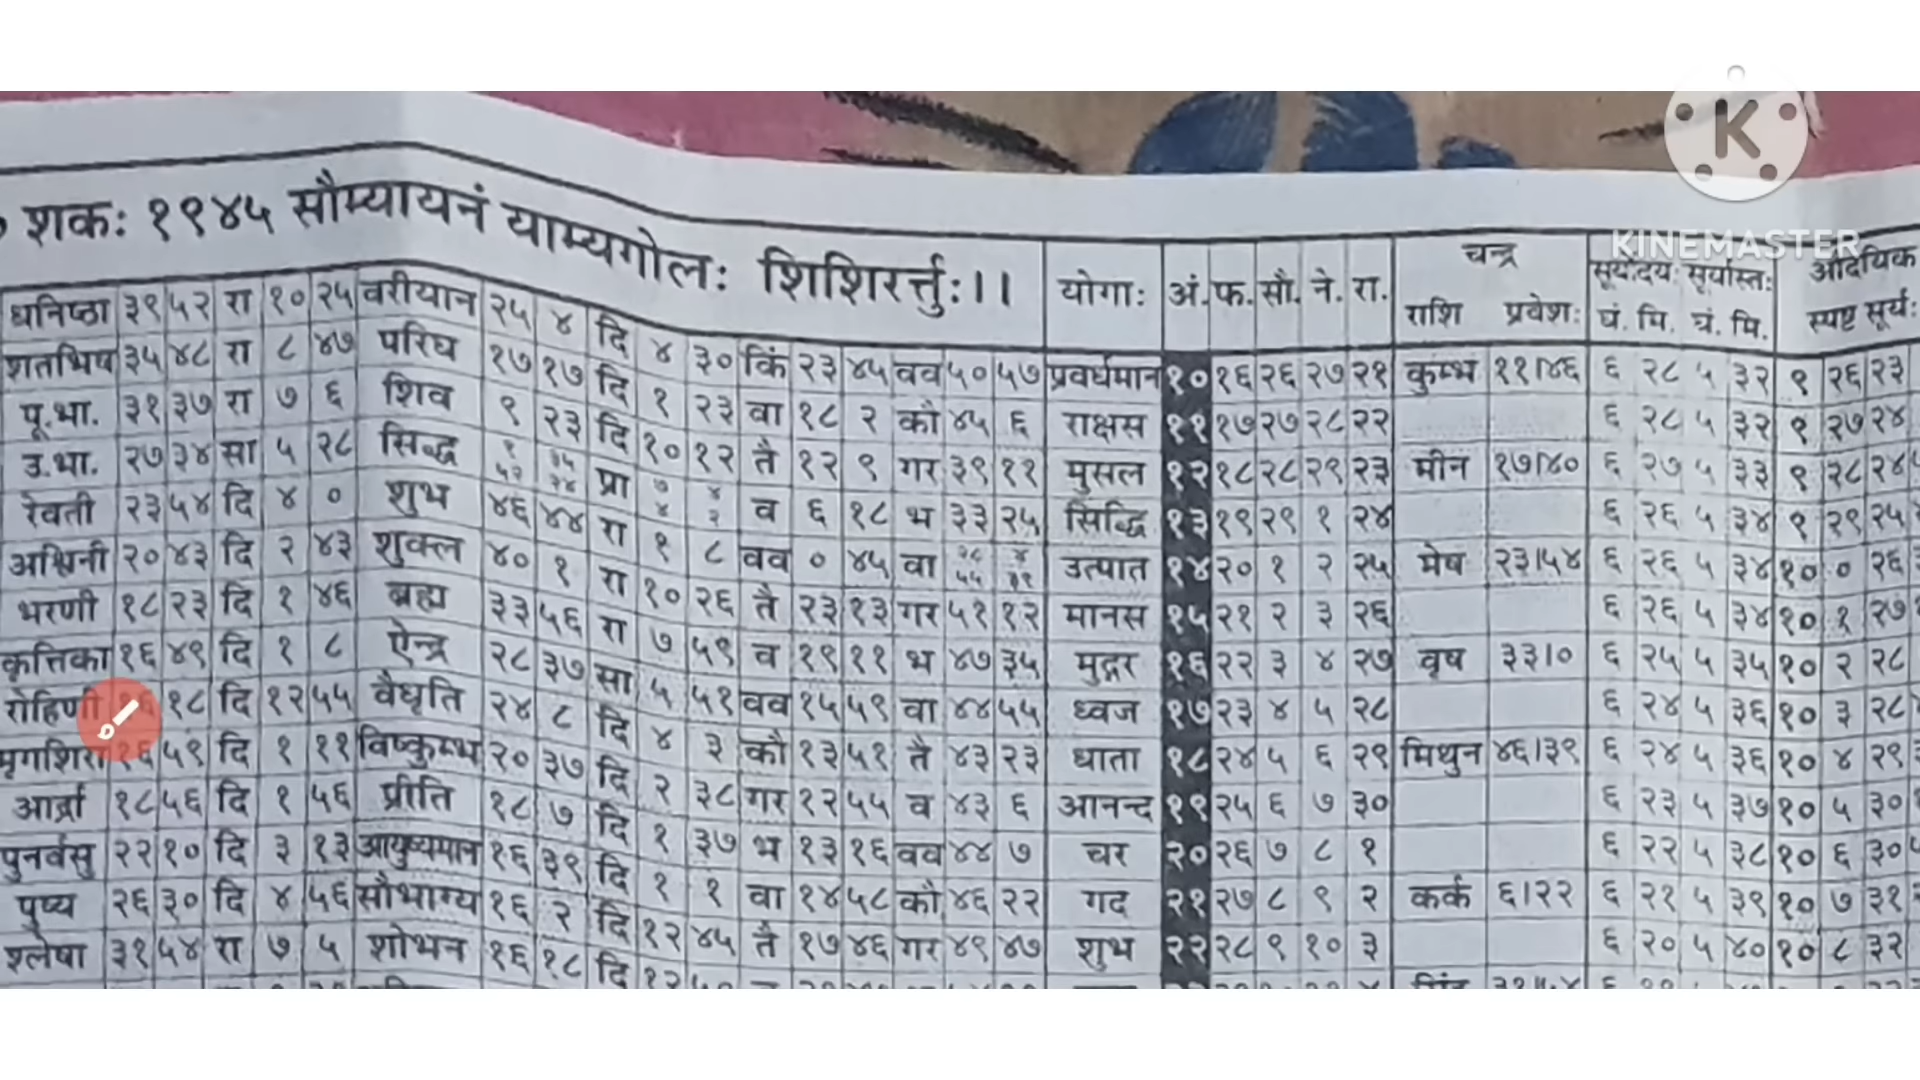 शकः १९४५ सौम्यायनं याम्यगोलः शिशिरर्त्तुः।।
योगाः अं. फ. सौ. ने. रा. चन्द्र राशि प्रवेशः सूर्योदयः सूर्यास्तः घं. मि. घं. मि. औदयिक स्पष्ट सूर्यः
KINEMASTER
धनिष्ठा ३९ ५२ रा १० २५ वरीयान २५ ४ दि ४ ३० किं २३ ४५ वव ५० ५७ प्रवर्धमान १० १६ २६ २७ २१ कुम्भ ११।४६ ६ २८ ५ ३२ ९ २६ २३
शतभिष ३५ ४८ रा ८ ४७ परिघ १७ १७ दि १ २३ वा १८ २ कौ ४५ ६ राक्षस ११ १७ २७ २८ २२ ६ २८ ५ ३२ ९ २७ २४
पू.भा. ३१ ३७ रा ७ ६ शिव ९ २३ दि १० १२ तै १२ ९ गर ३९ ११ मुसल १२ १८ २८ २९ २३ मीन १७।४० ६ २७ ५ ३३ ९ २८ २४
उ.भा. २७ ३४ सा ५ २८ सिद्ध प्रा व ६ १८ भ ३३ २५ सिद्धि १३ १९ २९ १ २४ ६ २६ ५ ३४ ९ २९ २५
रेवती २३ ५४ दि ४ ० शुभ ४६ ४४ रा १ ८ वव ० ४५ वा उत्पात १४ २० १ २ २५ मेष २३।५४ ६ २६ ५ ३४ १० ० २६
अश्विनी २० ४३ दि २ ४३ शुक्ल ४० १ रा १० २६ तै २३ १३ गर ५१ १२ मानस १५ २१ २ ३ २६ ६ २६ ५ ३४ १० १ २७
भरणी १८ २३ दि १ ४६ ब्रह्म ३३ ५६ रा ७ ५९ व १९ ११ भ ४७ ३५ मुद्गर १६ २२ ३ ४ २७ वृष ३३।० ६ २५ ५ ३५ १० २ २८
कृत्तिका १६ ४९ दि १ ८ ऐन्द्र २८ ३७ सा ५ ५१ वव १५ ५९ वा ४४ ५५ ध्वज १७ २३ ४ ५ २८ ६ २४ ५ ३६ १० ३ २८
रोहिणी १६ १८ दि १२ ५५ वैधृति २४ ८ दि ४ ३ कौ १३ ५१ तै ४३ २३ धाता १८ २४ ५ ६ २९ मिथुन ४६।३९ ६ २४ ५ ३६ १० ४ २९
मृगशिरा १६ ५९ दि १ ११ विष्कुम्भ २० ३७ दि २ ३८ गर १२ ५५ व ४३ ६ आनन्द १९ २५ ६ ७ ३० ६ २३ ५ ३७ १० ५ ३०
आर्द्रा १८ ५६ दि १ ५६ प्रीति १८ ७ दि १ ३७ भ १३ १६ वव ४४ ७ चर २० २६ ७ ८ १ ६ २२ ५ ३८ १० ६ ३०
पुनर्वसु २२ १० दि ३ १३ आयुष्यमान १६ ३९ दि १ १ वा १४ ५८ कौ ४६ २२ गद २१ २७ ८ ९ २ कर्क ६।२२ ६ २१ ५ ३९ १० ७ ३१
पुष्य २६ ३० दि ४ ५६ सौभाग्य १६ २ दि १२ ४५ तै १७ ४६ गर ४९ ४७ शुभ २२ २८ ९ १० ३ ६ २० ५ ४० १० ८ ३२
श्लेषा ३१ ५४ रा ७ ५ शोभन १६ १८ दि